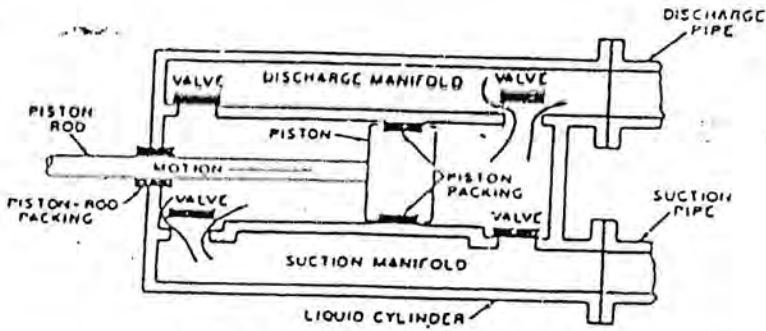 DISCHARGE
PIPE
VALVE
DISCHARGE MANIFOLD
VALVE
PISTON
ROD
PISTON
MOTION
PISTON
PACKING
PISTON-ROD
PACKING
VALVE
VALVE
SUCTION
PIPE
SUCTION MANIFOLD
LIQUID CYLINDER